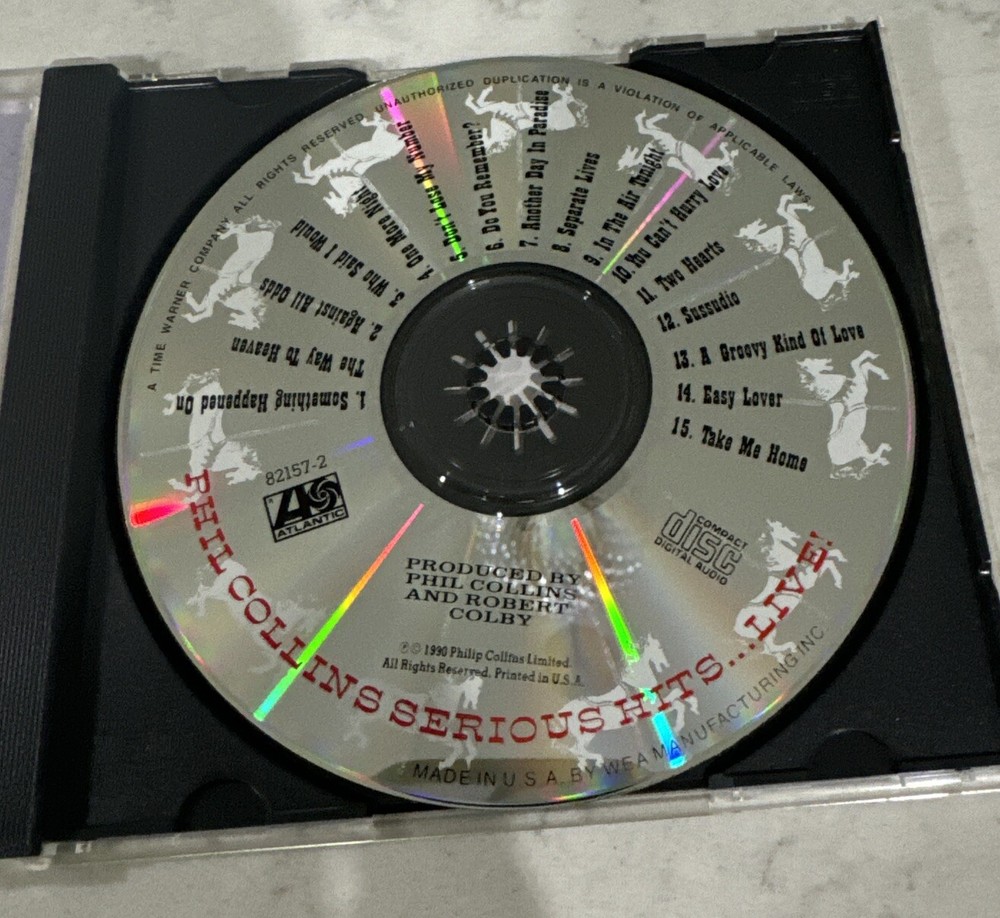 A TIME WARNER COMPANY ALL RIGHTS RESERVED UNAUTHORIZED DUPLICATION IS A VIOLATION OF APPLICABLE LAWS
1. Something Happened On
The Way To Heaven
2. Against All Odds
3. Who Said I Would
4. One More Night
5. Don't Lose My Number
6. Do You Remember?
7. Another Day In Paradise
8. Separate Lives
9. In The Air Tonight
10. You Can't Hurry Love
11. Two Hearts
12. Sussudio
13. A Groovy Kind Of Love
14. Easy Lover
15. Take Me Home
82157-2
ATLANTIC
COMPACT
disc
DIGITAL AUDIO
PRODUCED BY
PHIL COLLINS
AND ROBERT
COLBY
℗© 1990 Philip Collins Limited.
All Rights Reserved. Printed in U.S.A.
PHIL COLLINS SERIOUS HITS...LIVE!
MADE IN U S A. BY WEA MANUFACTURING INC